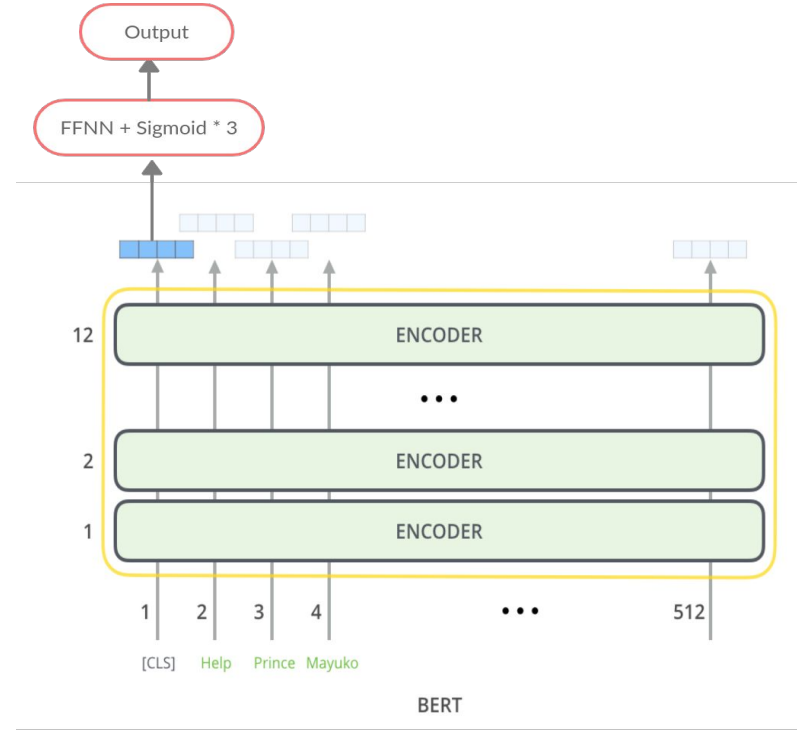 Output
FFNN + Sigmoid * 3
12 ENCODER
...
2 ENCODER
1 ENCODER
1 2 3 4 ... 512
[CLS] Help Prince Mayuko
BERT